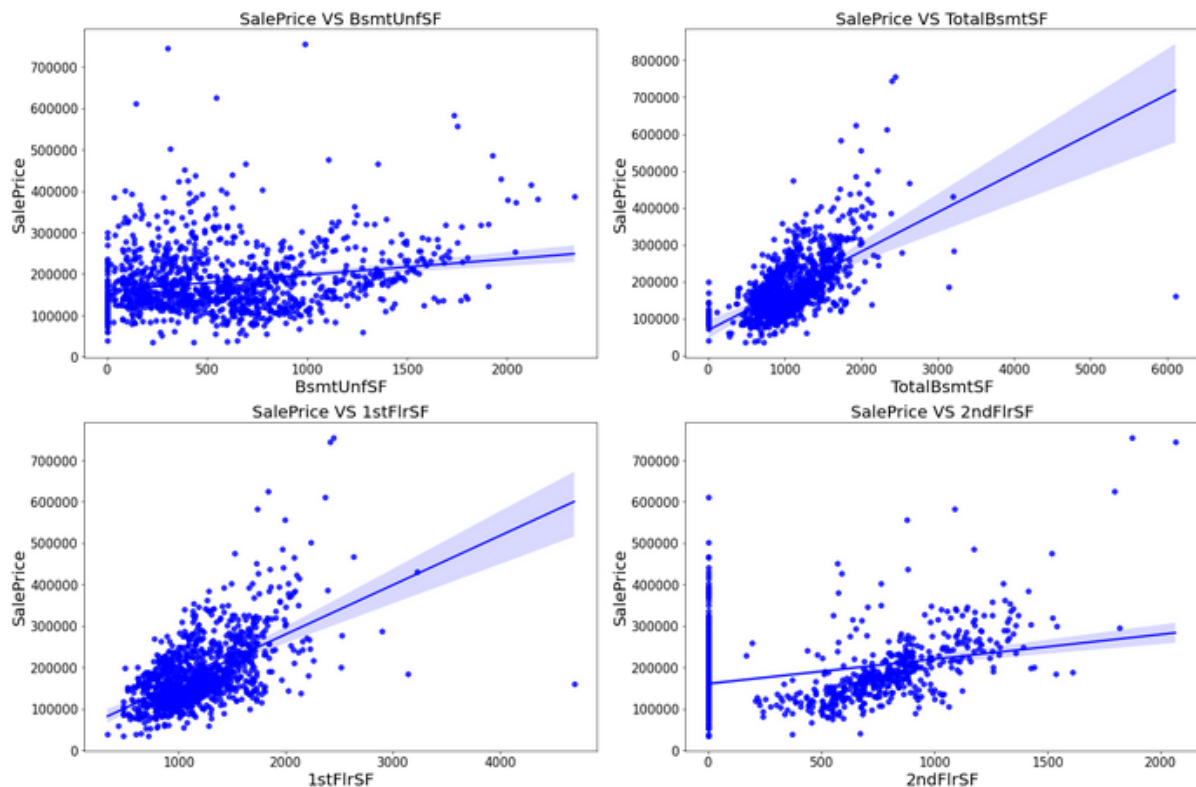 SalePrice VS BsmtUnfSF
700000
600000
500000
400000
300000
200000
100000
0
SalePrice
0 500 1000 1500 2000
BsmtUnfSF
SalePrice VS TotalBsmtSF
800000
700000
600000
500000
400000
300000
200000
100000
0
SalePrice
0 1000 2000 3000 4000 5000 6000
TotalBsmtSF
SalePrice VS 1stFlrSF
700000
600000
500000
400000
300000
200000
100000
0
SalePrice
1000 2000 3000 4000
1stFlrSF
SalePrice VS 2ndFlrSF
700000
600000
500000
400000
300000
200000
100000
0
SalePrice
0 500 1000 1500 2000
2ndFlrSF